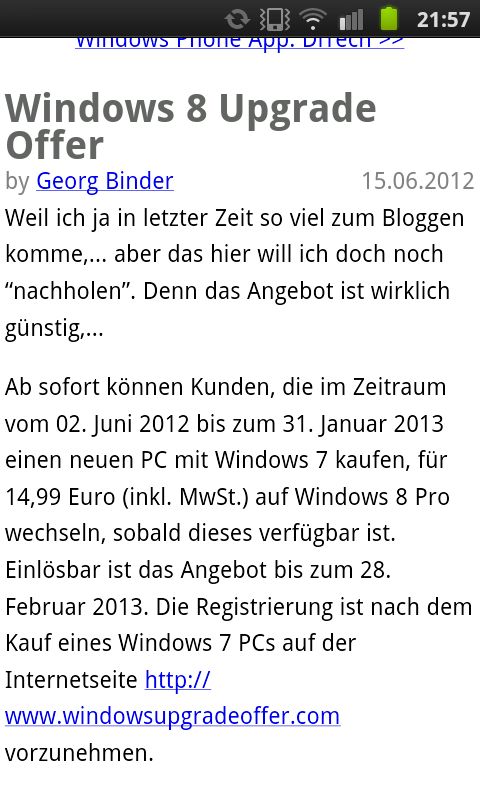 21:57
Windows Phone App: DiTech >>
Windows 8 Upgrade
Offer
by Georg Binder 15.06.2012
Weil ich ja in letzter Zeit so viel zum Bloggen
komme,... aber das hier will ich doch noch
“nachholen”. Denn das Angebot ist wirklich
günstig,...
Ab sofort können Kunden, die im Zeitraum
vom 02. Juni 2012 bis zum 31. Januar 2013
einen neuen PC mit Windows 7 kaufen, für
14,99 Euro (inkl. MwSt.) auf Windows 8 Pro
wechseln, sobald dieses verfügbar ist.
Einlösbar ist das Angebot bis zum 28.
Februar 2013. Die Registrierung ist nach dem
Kauf eines Windows 7 PCs auf der
Internetseite http://
www.windowsupgradeoffer.com
vorzunehmen.